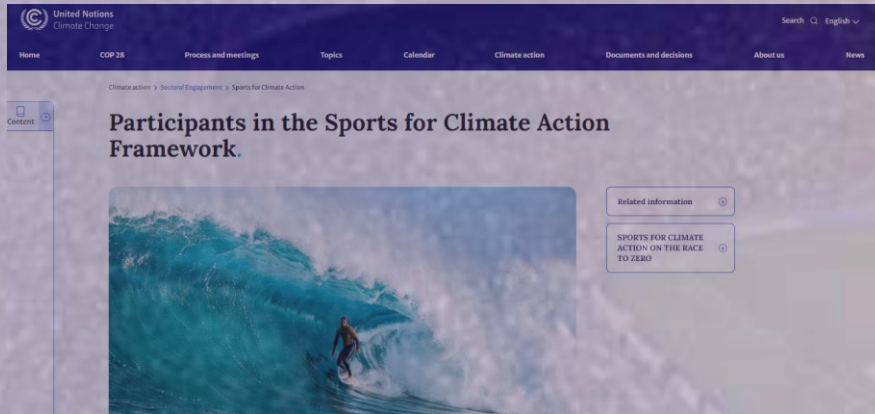 United Nations
Climate Change
Search English
Home COP 28 Process and meetings Topics Calendar Climate action Documents and decisions About us News
Climate action > Sectoral Engagement > Sports for Climate Action
Content
Participants in the Sports for Climate Action
Framework.
Related information
SPORTS FOR CLIMATE
ACTION ON THE RACE
TO ZERO